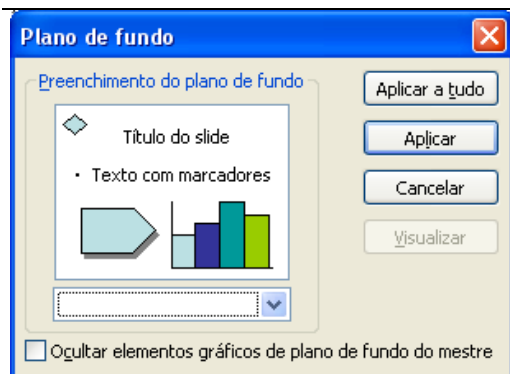 Plano de fundo
Preenchimento do plano de fundo
Título do slide
• Texto com marcadores
Aplicar a tudo
Aplicar
Cancelar
Visualizar
Ocultar elementos gráficos de plano de fundo do mestre